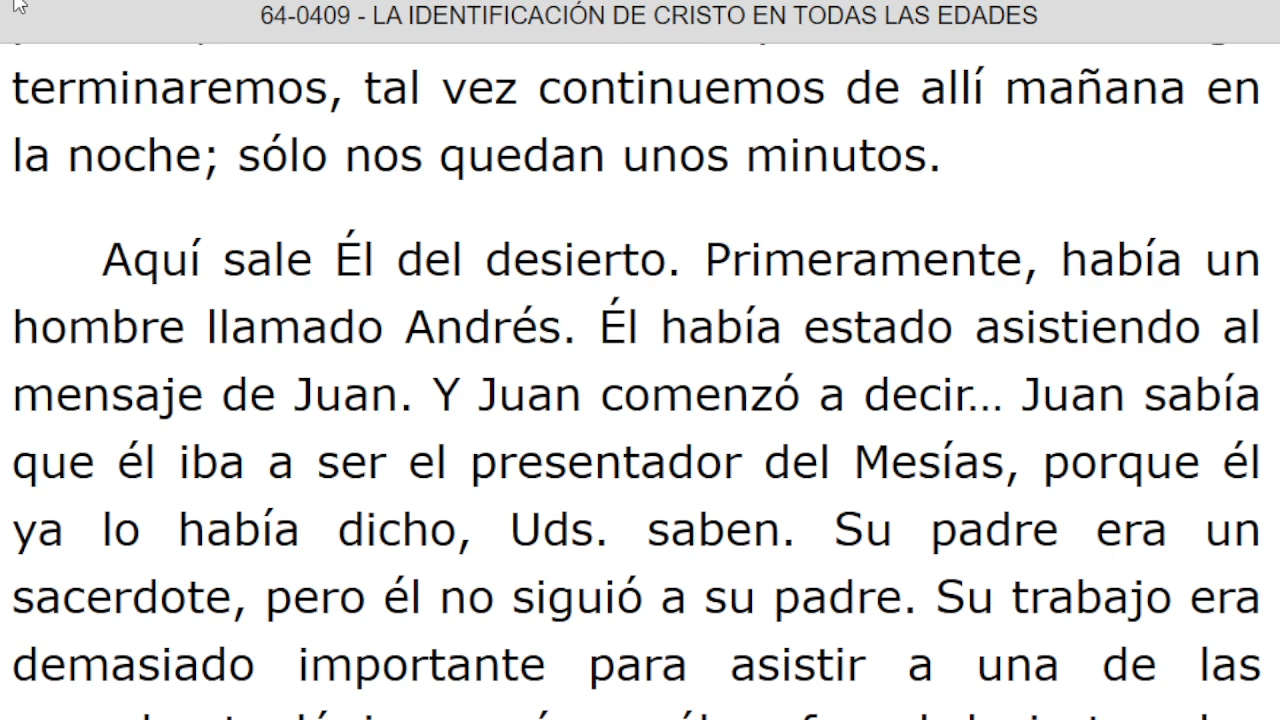 64-0409 - LA IDENTIFICACIÓN DE CRISTO EN TODAS LAS EDADES
terminaremos, tal vez continuemos de allí mañana en
la noche; sólo nos quedan unos minutos.
Aquí sale Él del desierto. Primeramente, había un
hombre llamado Andrés. Él había estado asistiendo al
mensaje de Juan. Y Juan comenzó a decir… Juan sabía
que él iba a ser el presentador del Mesías, porque él
ya lo había dicho, Uds. saben. Su padre era un
sacerdote, pero él no siguió a su padre. Su trabajo era
demasiado importante para asistir a una de las